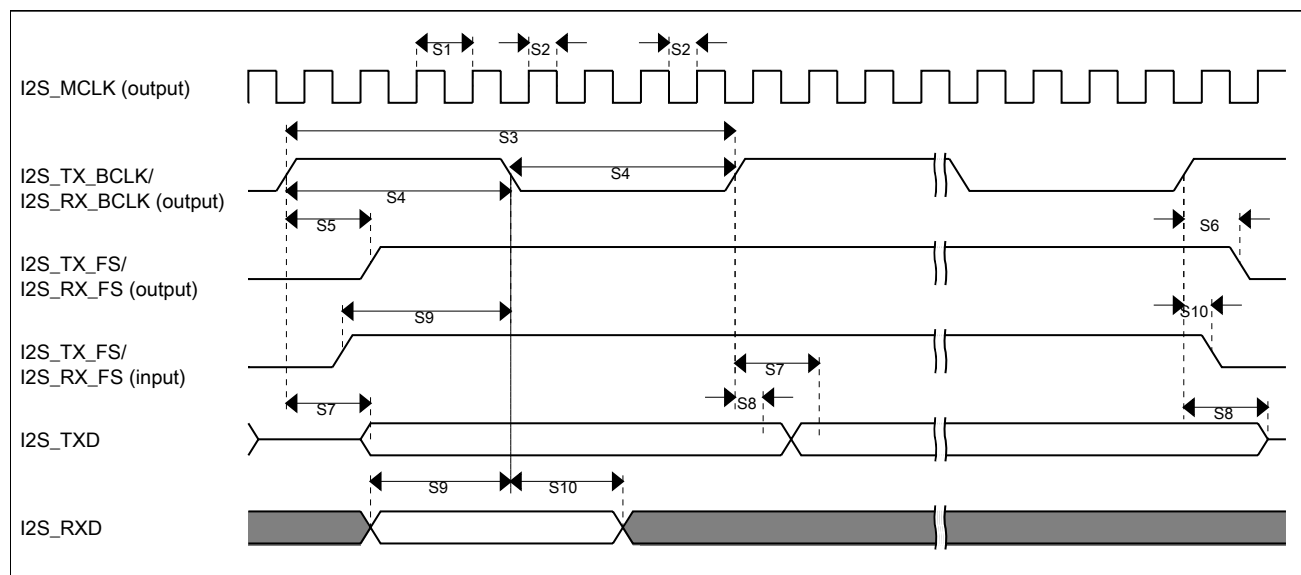 S1 S2 S2
I2S_MCLK (output)
S3
I2S_TX_BCLK/
I2S_RX_BCLK (output)
S4
S4
S5 S6
I2S_TX_FS/
I2S_RX_FS (output)
S9 S10
I2S_TX_FS/
I2S_RX_FS (input)
S7
S7 S8 S8
I2S_TXD
S9 S10
I2S_RXD